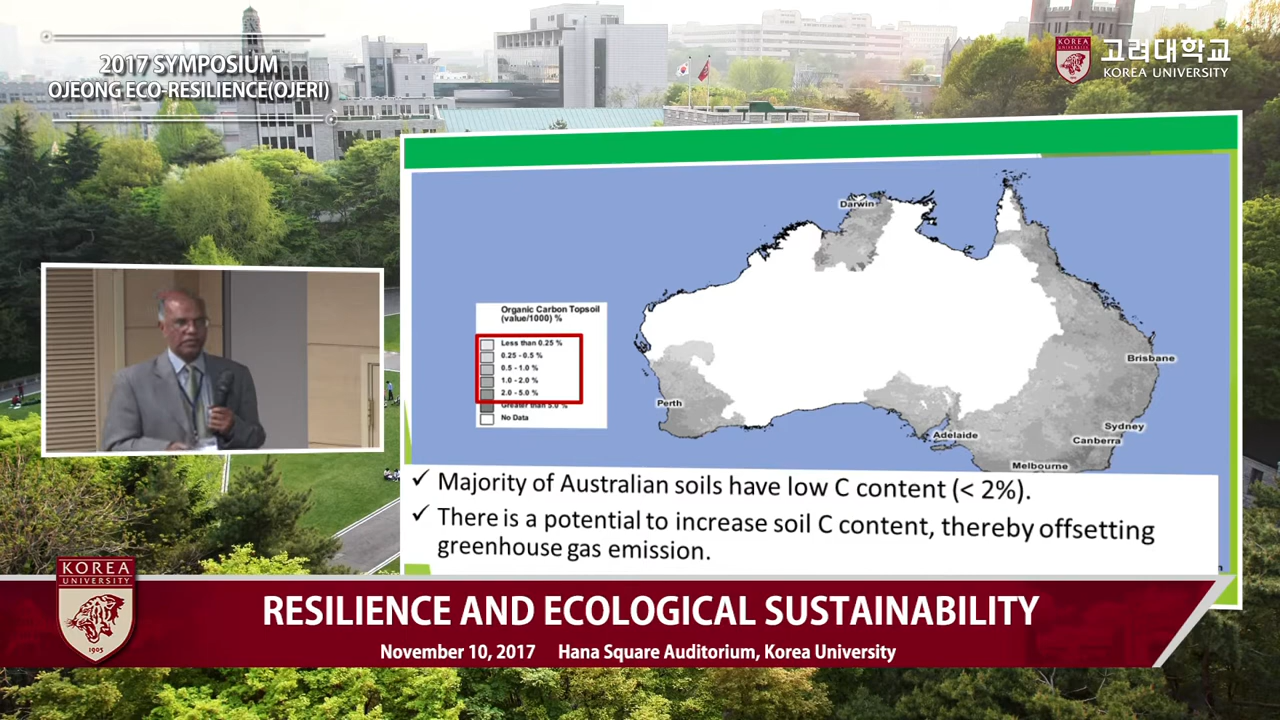 2017 SYMPOSIUM
OJEONG ECO-RESILIENCE(OJERI)
KOREA
고려대학교
KOREA UNIVERSITY
Darwin
Brisbane
Perth
Sydney
Adelaide
Canberra
Melbourne
Organic Carbon Topsoil
(value/1000) %
Less than 0.25 %
0.25 - 0.5 %
0.5 - 1.0 %
1.0 - 2.0 %
2.0 - 5.0 %
Greater than 5.0 %
No Data
✓ Majority of Australian soils have low C content (< 2%).
✓ There is a potential to increase soil C content, thereby offsetting
greenhouse gas emission.
KOREA
UNIVERSITY
1905
RESILIENCE AND ECOLOGICAL SUSTAINABILITY
November 10, 2017 Hana Square Auditorium, Korea University